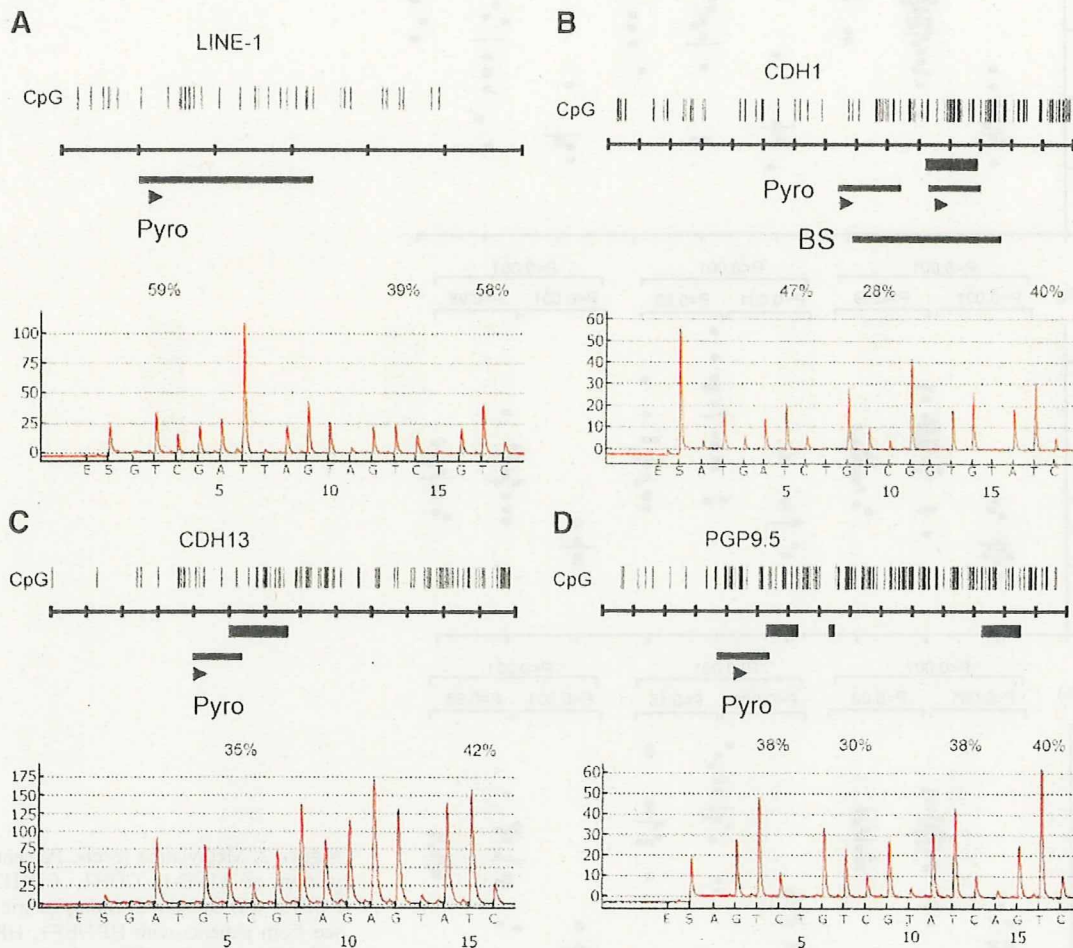 A
LINE-1
CpG
Pyro
59% 39% 58%
100
75
50
25
0
E S G T C G A T T A G T A G T C T G T C
5 10 15
B
CDH1
CpG
Pyro
BS
47% 28% 40%
60
50
40
30
20
10
0
E S A T G A T C T G T C G G T G T A T C
5 10 15
C
CDH13
CpG
Pyro
35% 42%
175
150
125
100
75
50
25
0
E S G A T G T C G T A G A G T A T C
5 10 15
D
PGP9.5
CpG
Pyro
38% 30% 38% 40%
60
50
40
30
20
10
0
E S A G T C G T C G T A T C A G T C
5 10 15